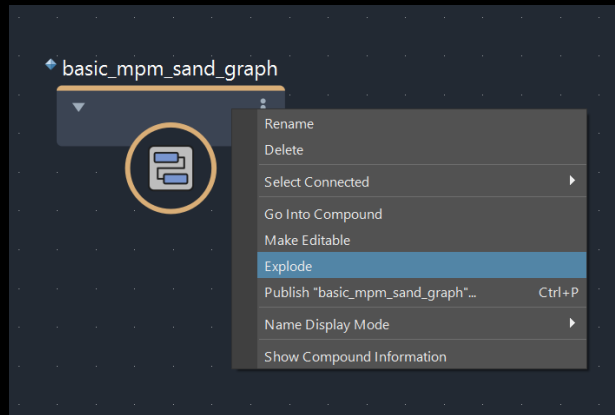 basic_mpm_sand_graph
Rename
Delete
Select Connected
Go Into Compound
Make Editable
Explode
Publish "basic_mpm_sand_graph"... Ctrl+P
Name Display Mode
Show Compound Information